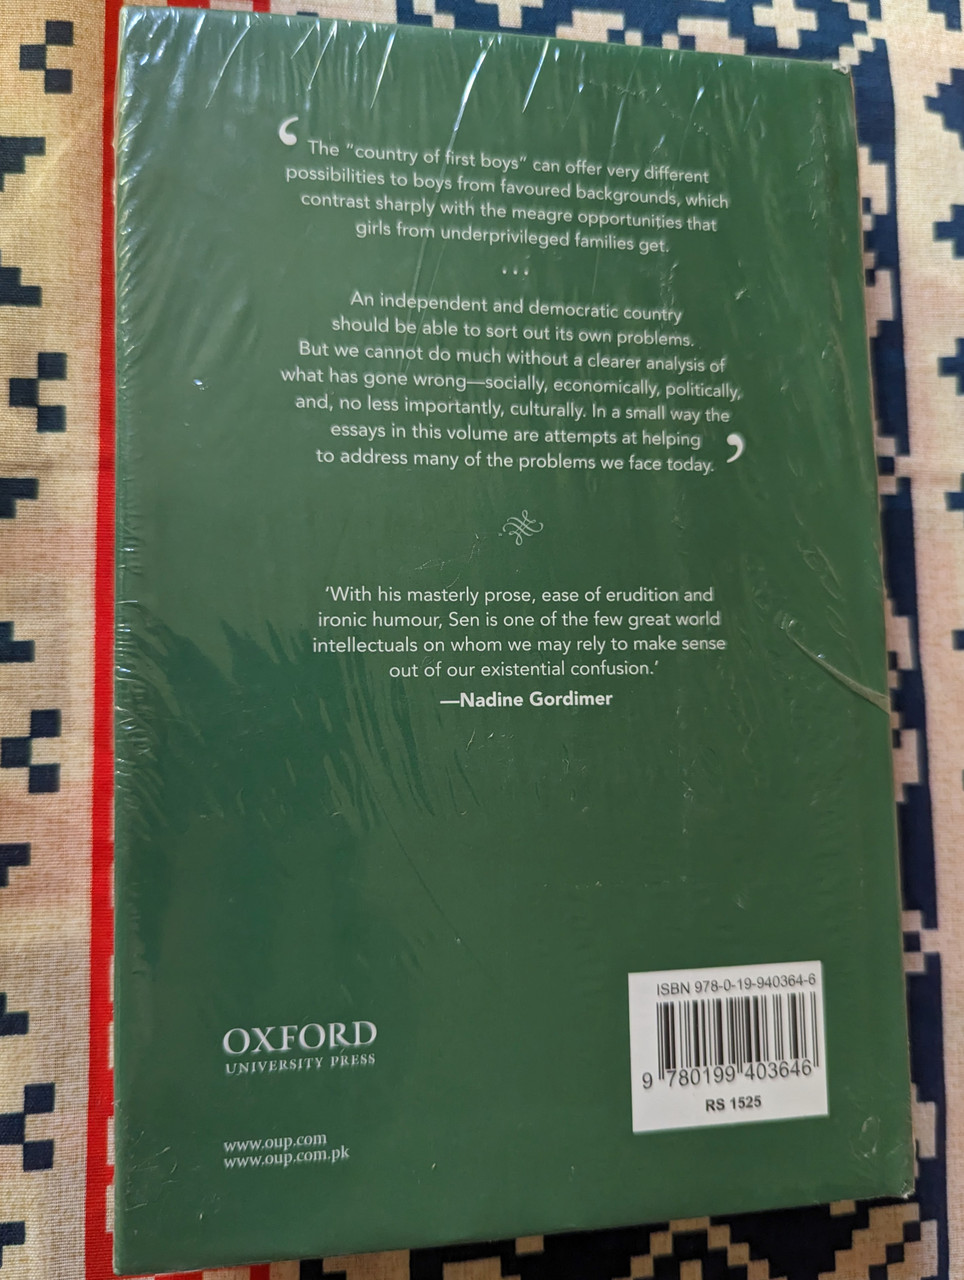 ‘
The “country of first boys” can offer very different
possibilities to boys from favoured backgrounds, which
contrast sharply with the meagre opportunities that
girls from underprivileged families get.
...
An independent and democratic country
should be able to sort out its own problems.
But we cannot do much without a clearer analysis of
what has gone wrong—socially, economically, politically,
and, no less importantly, culturally. In a small way the
essays in this volume are attempts at helping
to address many of the problems we face today.
’
‘With his masterly prose, ease of erudition and
ironic humour, Sen is one of the few great world
intellectuals on whom we may rely to make sense
out of our existential confusion.’
—Nadine Gordimer
ISBN 978-0-19-940364-6
9 780199 403646
RS 1525
OXFORD
UNIVERSITY PRESS
www.oup.com
www.oup.com.pk